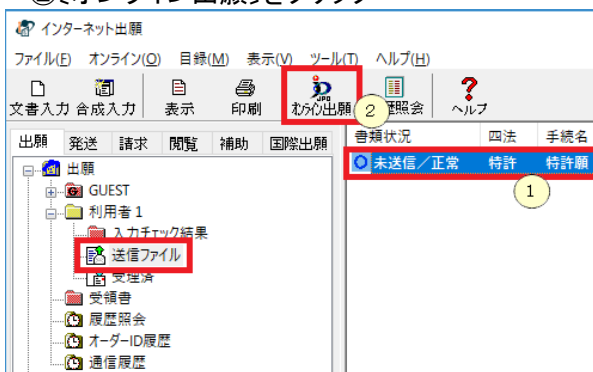 ②[オンライン出願]をクリック
インターネット出願
ファイル(F) オンライン(O) 目録(M) 表示(V) ツール(T) ヘルプ(H)
文書入力 合成入力 表示 印刷 オンライン出願 2 歴照会 ヘルプ
出願 発送 請求 閲覧 補助 国際出願
書類状況 四法 手続名
未送信/正常 特許 特許願
1
出願
GUEST
利用者1
入力チェック結果
送信ファイル
受理済
受領書
履歴照会
オーダーID履歴
通信履歴